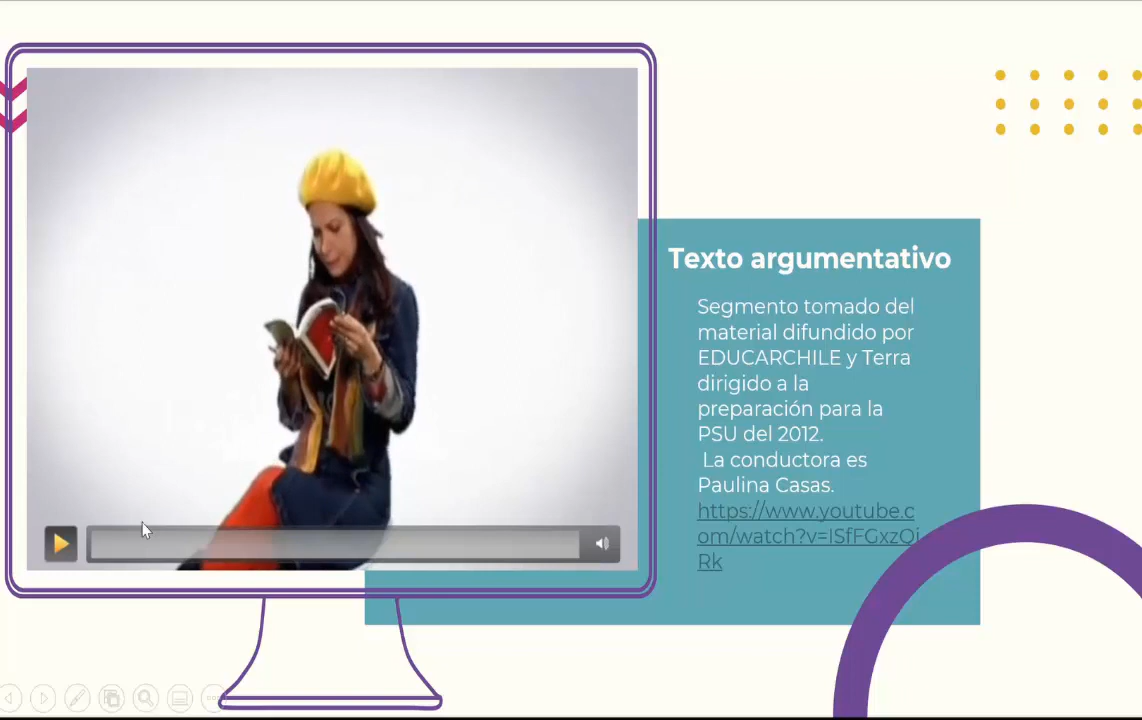 Texto argumentativo
Segmento tomado del
material difundido por
EDUCARCHILE y Terra
dirigido a la
preparación para la
PSU del 2012.
La conductora es
Paulina Casas.
https://www.youtube.c
om/watch?v=ISfFGxzQi
Rk